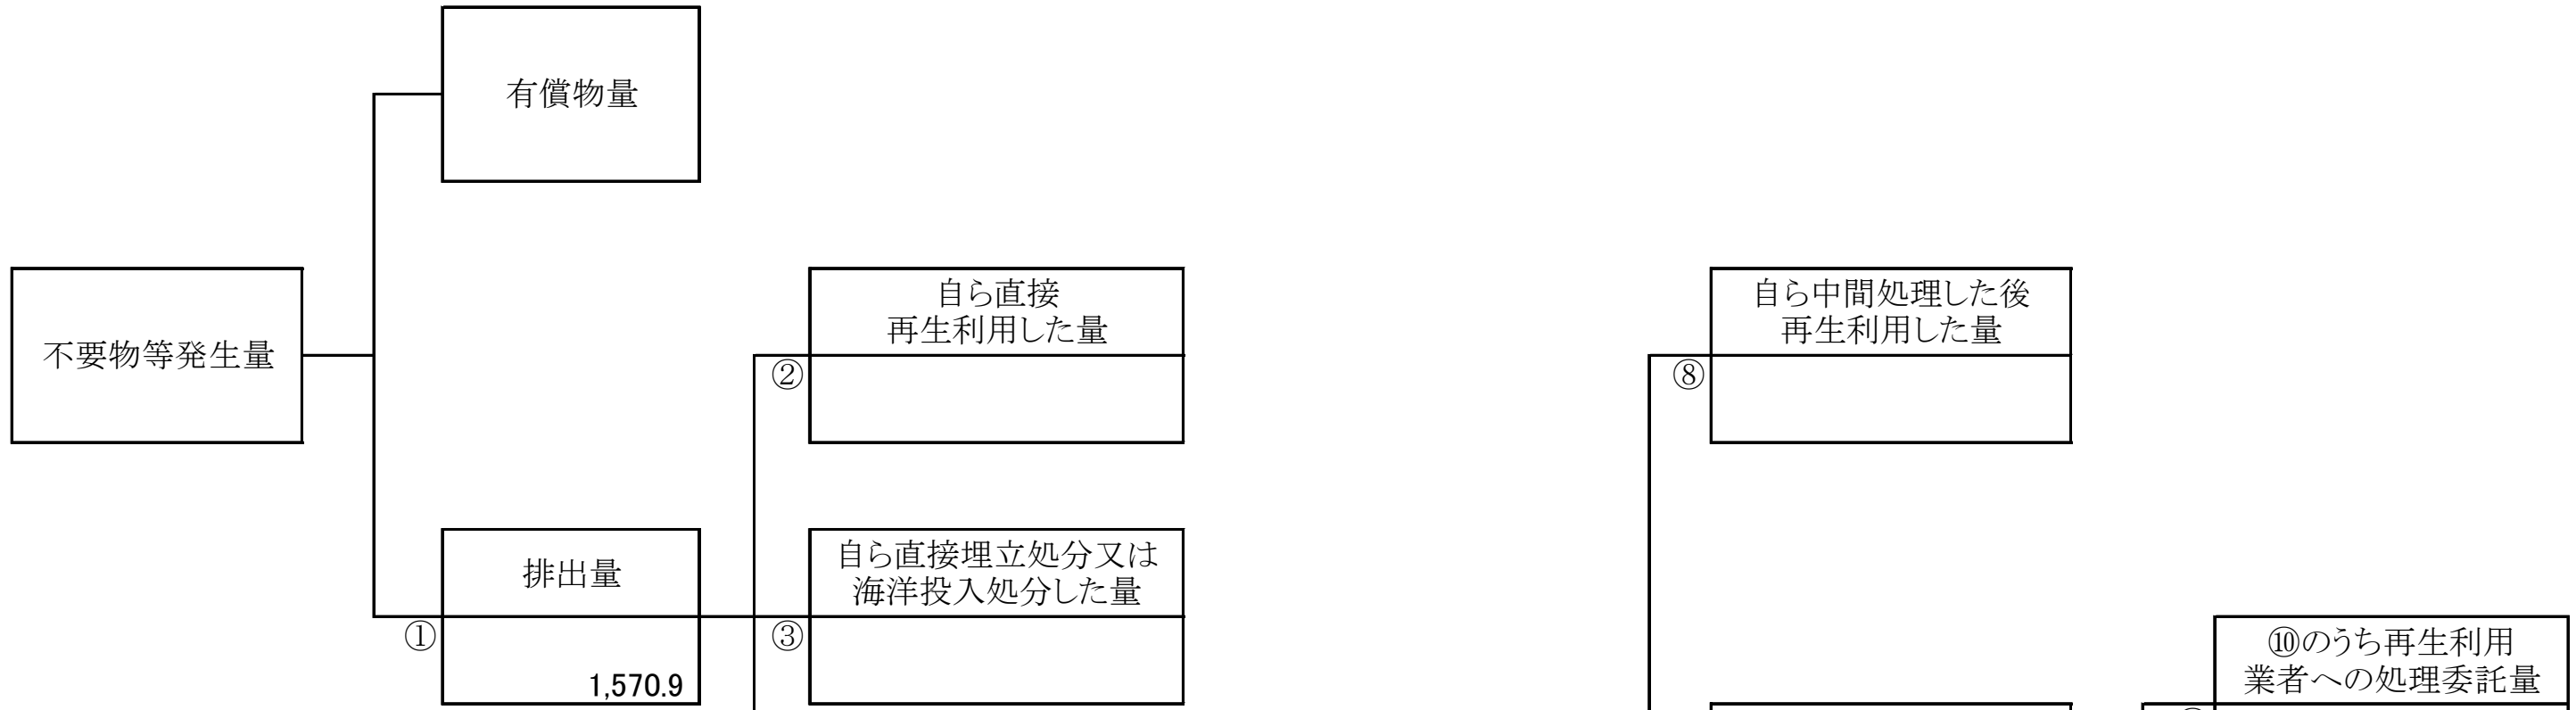 有償物量
不要物等発生量
自ら直接
再生利用した量
②
自ら中間処理した後
再生利用した量
⑧
排出量
①
1,570.9
自ら直接埋立処分又は
海洋投入処分した量
③
⑩のうち再生利用
業者への処理委託量